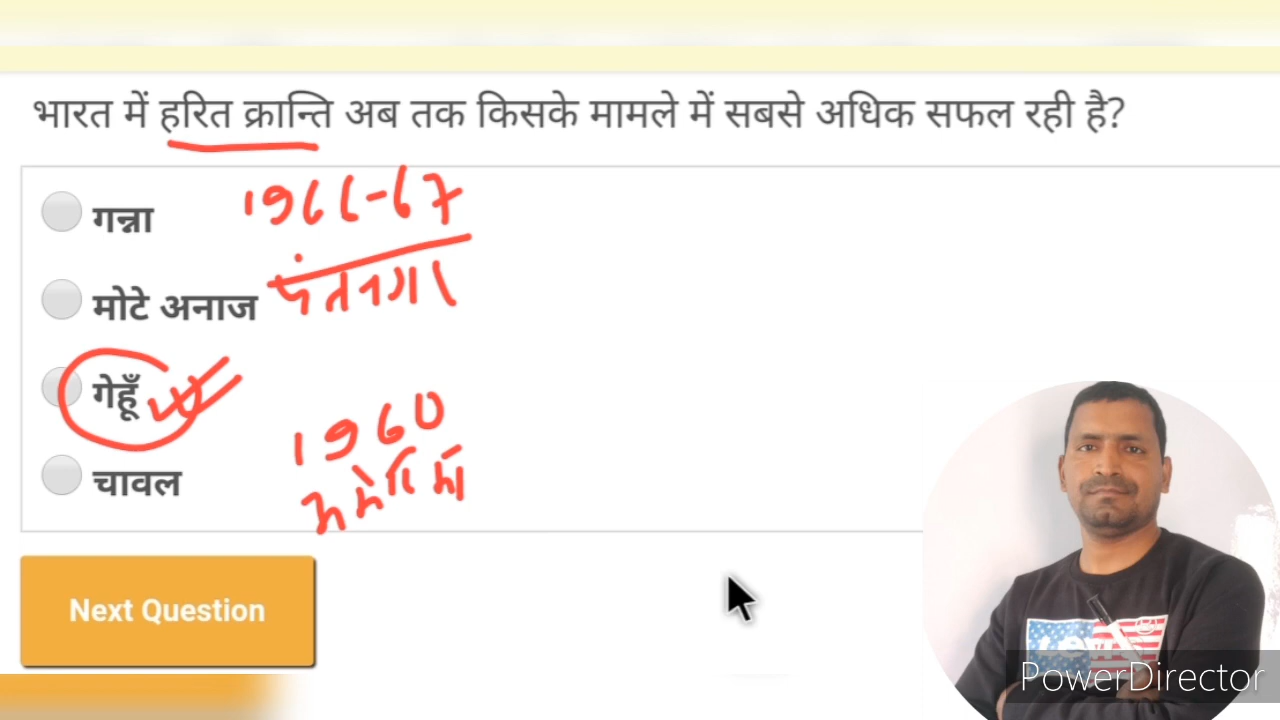 भारत में हरित क्रान्ति अब तक किसके मामले में सबसे अधिक सफल रही है?
गन्ना
1966-67
मोटे अनाज
पंतनगर
गेहूँ
1960
चावल
Next Question
PowerDirector